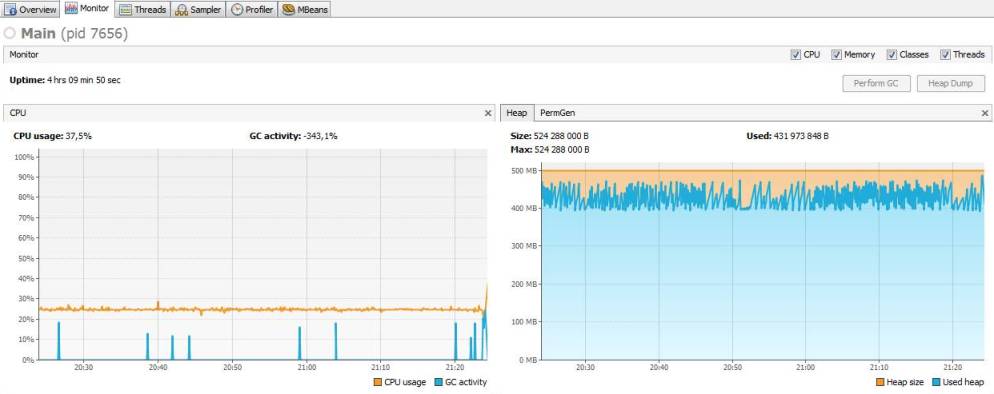 Overview Monitor Threads Sampler Profiler MBeans
Main (pid 7656)
Monitor CPU Memory Classes Threads
Uptime: 4 hrs 09 min 50 sec
Perform GC Heap Dump
CPU
CPU usage: 37,5% GC activity: -343,1%
100%
90%
80%
70%
60%
50%
40%
30%
20%
10%
0%
20:30 20:40 20:50 21:00 21:10 21:20
CPU usage GC activity
Heap PermGen
Size: 524 288 000 B Used: 431 973 848 B
Max: 524 288 000 B
500 MB
400 MB
300 MB
200 MB
100 MB
0 MB
20:30 20:40 20:50 21:00 21:10 21:20
Heap size Used heap